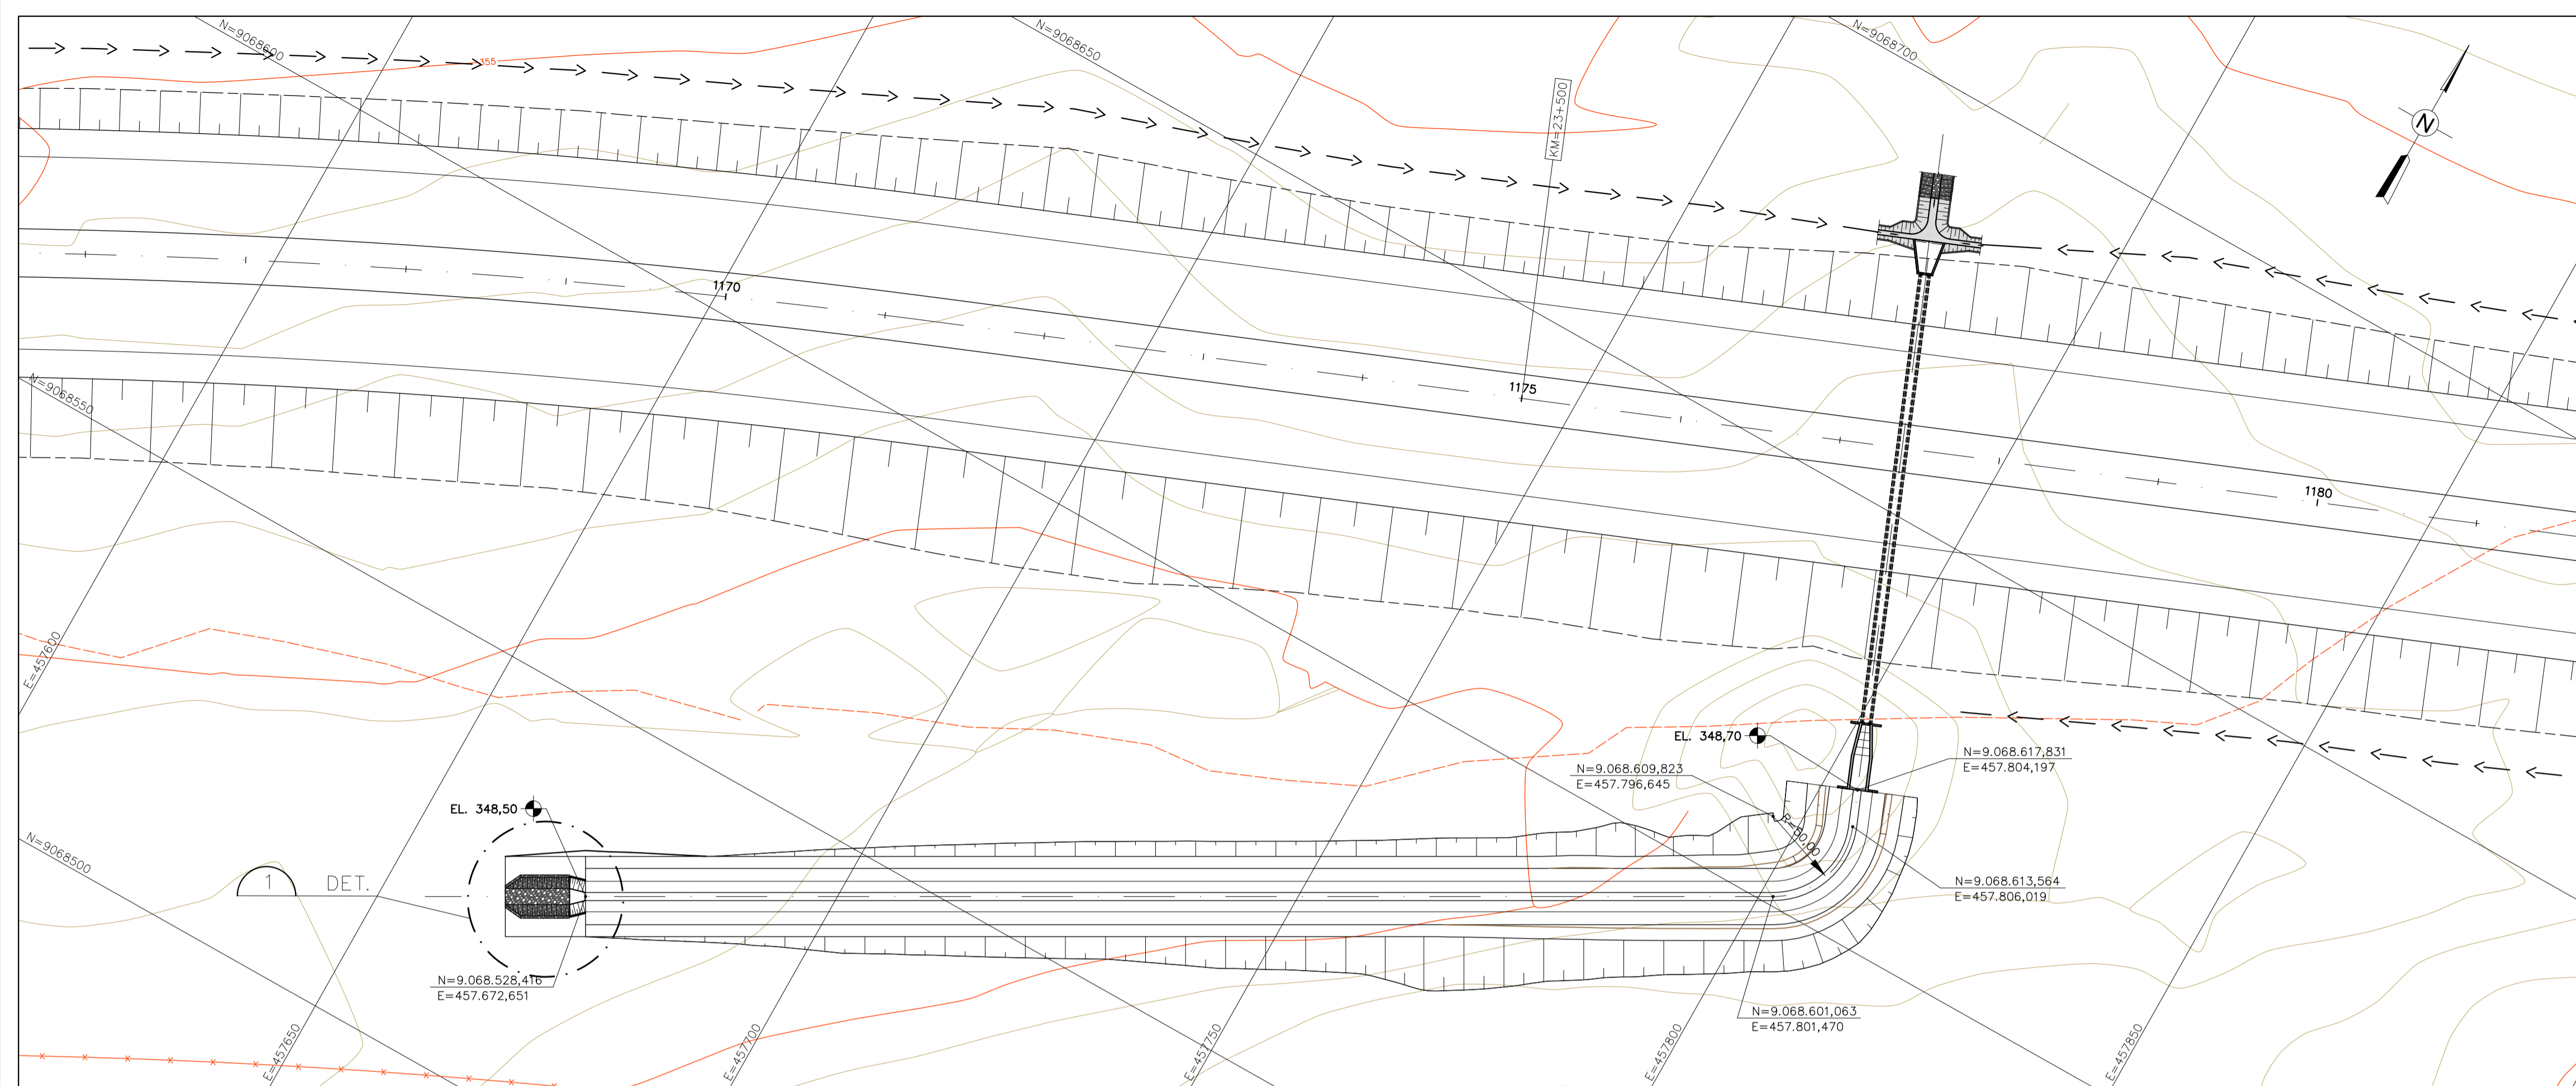 N=9068600
N=9068650
N=9068700
355
KM=23+500
N
1170
1175
1180
N=9068550
E=457600
EL. 348,70
N=9.068.617,831
E=457.804,197
N=9.068.609,823
E=457.796,645
EL. 348,50
R=50,00
N=9068500
1
DET.
N=9.068.613,564
E=457.806,019
N=9.068.528,416
E=457.672,651
N=9.068.601,063
E=457.801,470
E=457650
E=457700
E=457750
E=457800
E=457850